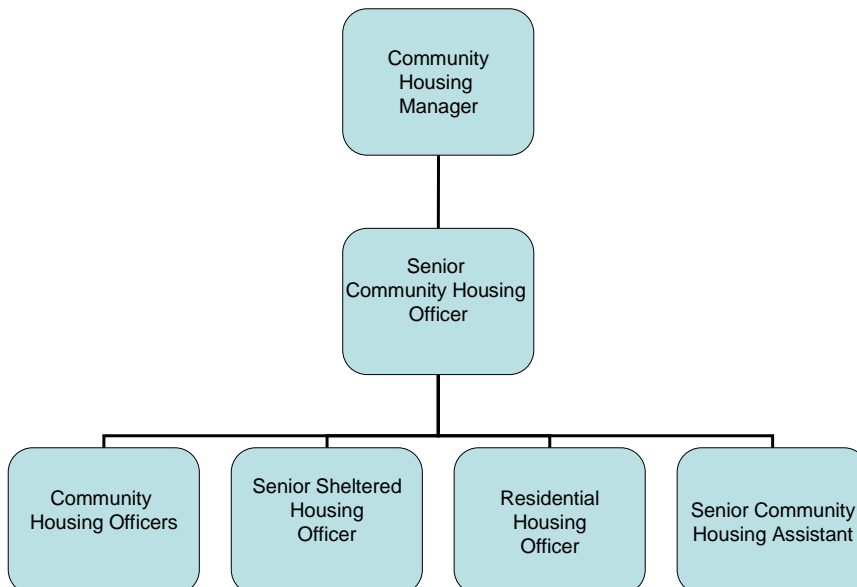 Community
Housing
Manager
Senior
Community Housing
Officer
Community
Housing Officers
Senior Sheltered
Housing
Officer
Residential
Housing
Officer
Senior Community
Housing Assistant